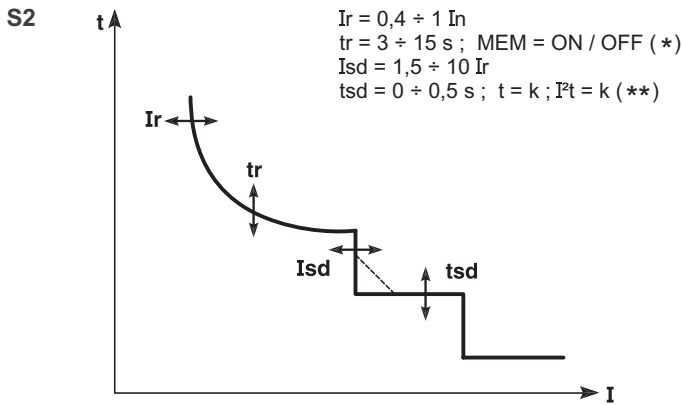 S2
t
Ir = 0,4 ÷ 1 In
tr = 3 ÷ 15 s ; MEM = ON / OFF (*)
Isd = 1,5 ÷ 10 Ir
tsd = 0 ÷ 0,5 s ; t = k ; I²t = k (**)
Ir
tr
Isd
tsd
I